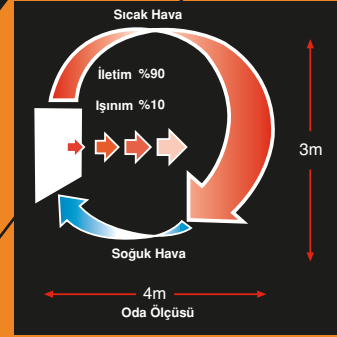 Sıcak Hava
İletim %90
Işınım %10
3m
Soğuk Hava
4m
Oda Ölçüsü